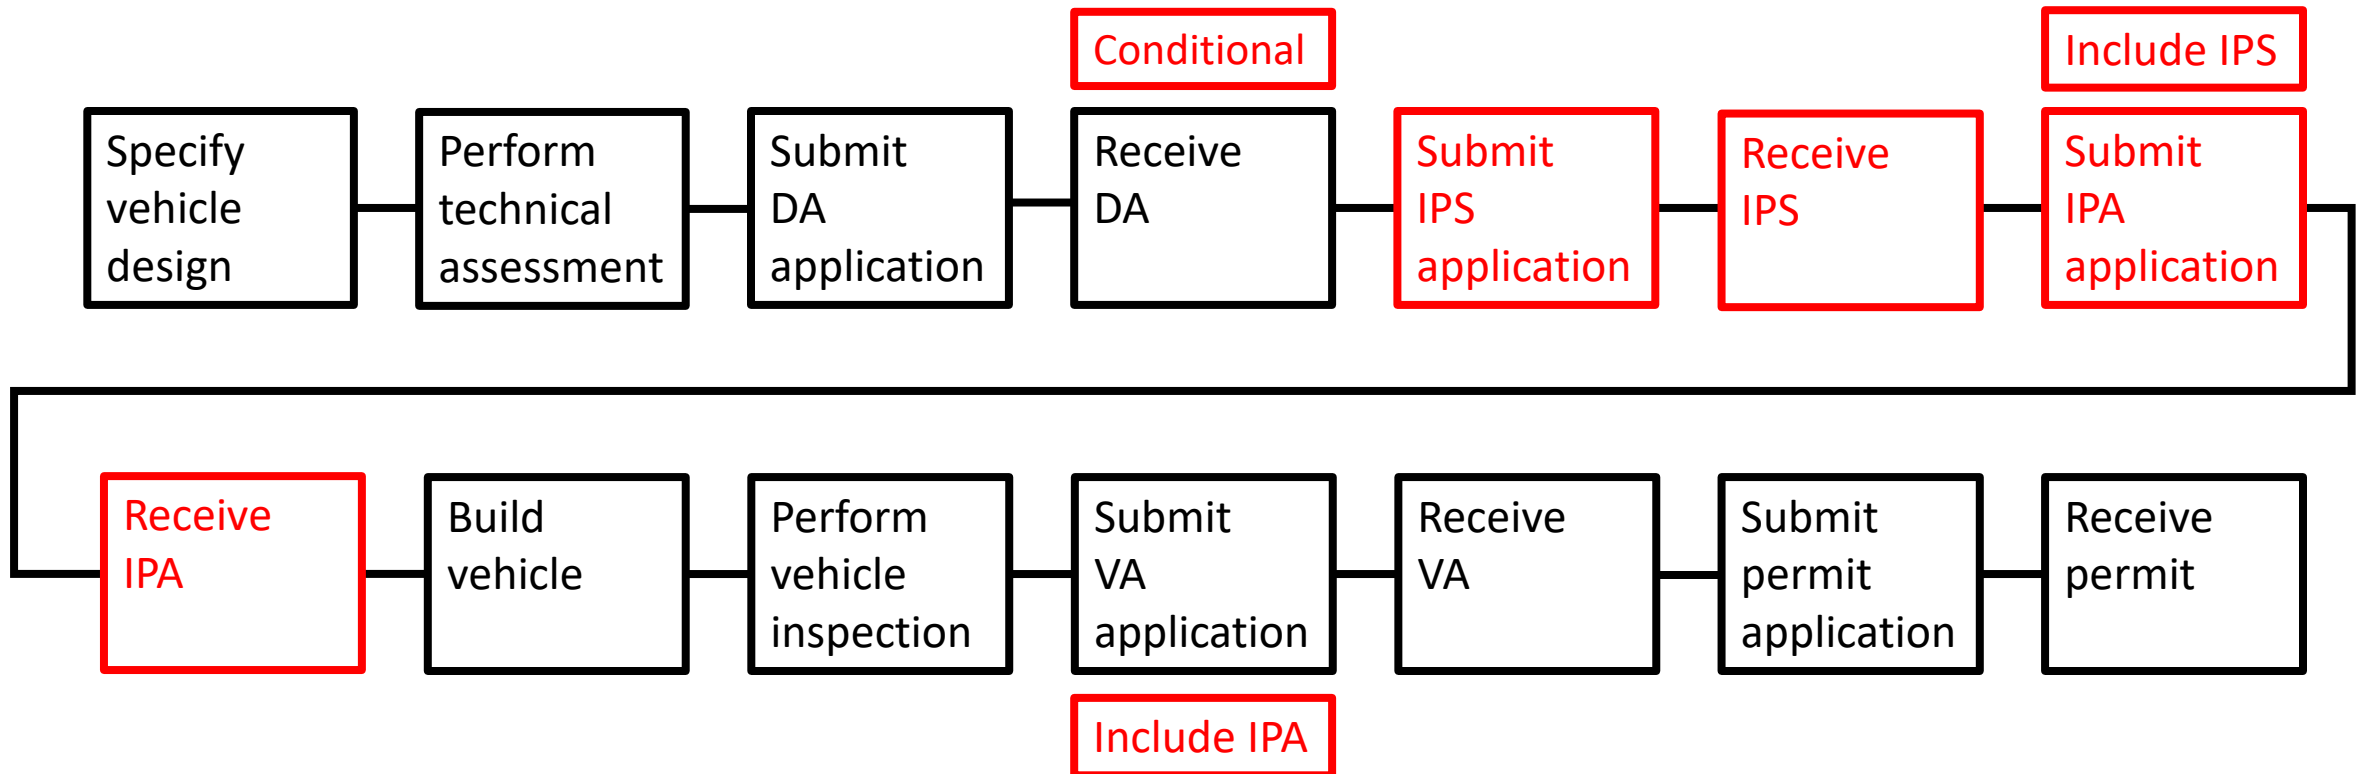 Conditional
Include IPS
Specify
vehicle
design
Perform
technical
assessment
Submit
DA
application
Receive
DA
Submit
IPS
application
Receive
IPS
Submit
IPA
application
Receive
IPA
Build
vehicle
Perform
vehicle
inspection
Submit
VA
application
Receive
VA
Submit
permit
application
Receive
permit
Include IPA